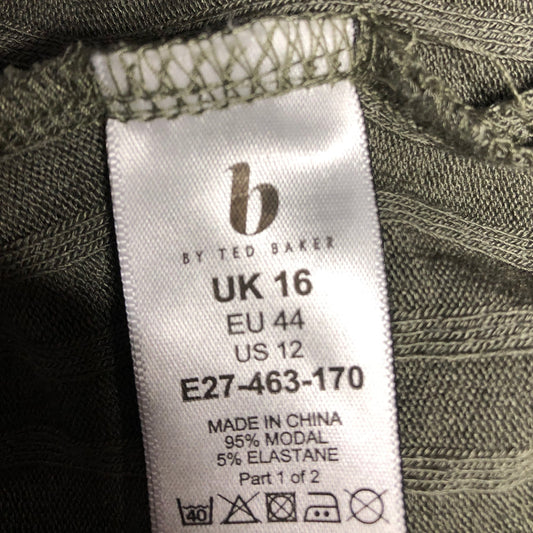 b
BY TED BAKER
UK 16
EU 44
US 12
E27-463-170
MADE IN CHINA
95% MODAL
5% ELASTANE
Part 1 of 2
40